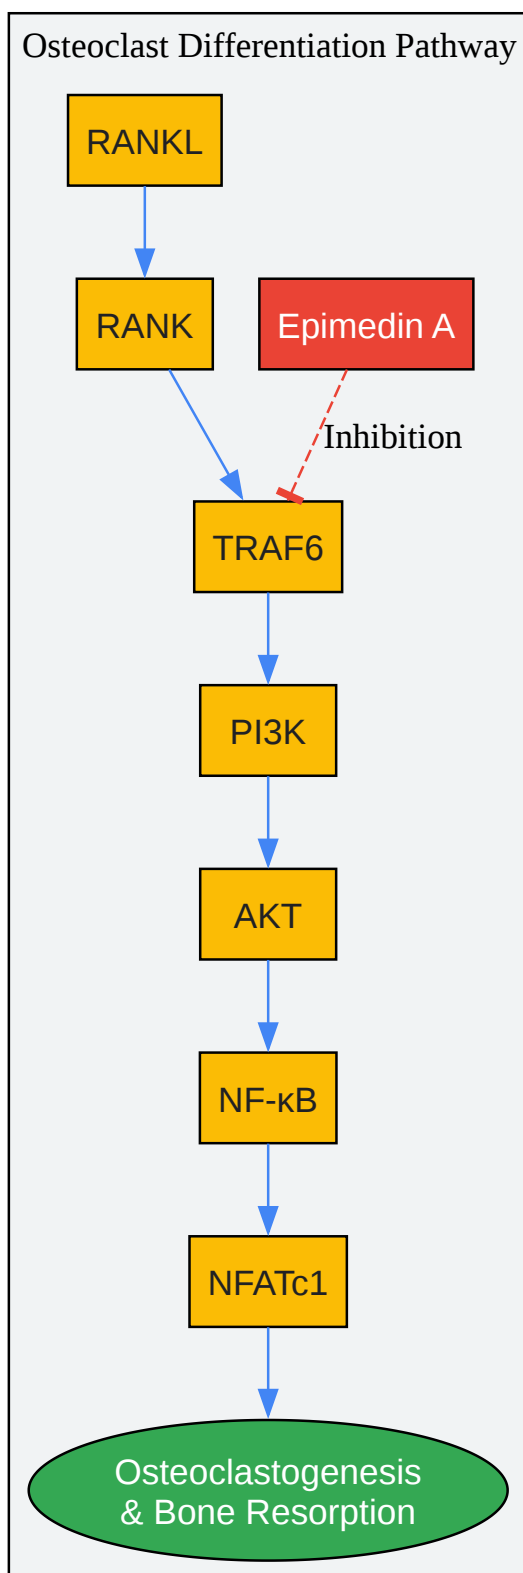 Osteoclast Differentiation Pathway
RANKL
RANK
Epimedin A
Inhibition
TRAF6
PI3K
AKT
NF-κB
NFATc1
Osteoclastogenesis
& Bone Resorption